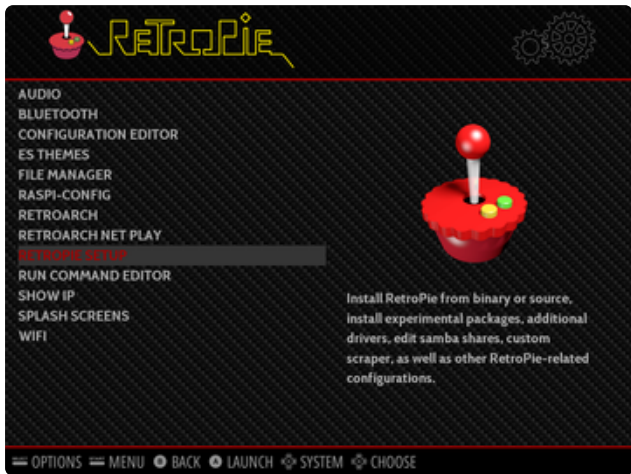 RetroPie
AUDIO
BLUETOOTH
CONFIGURATION EDITOR
ES THEMES
FILE MANAGER
RASPI-CONFIG
RETROARCH
RETROARCH NET PLAY
RETROPIE SETUP
RUN COMMAND EDITOR
SHOW IP
SPLASH SCREENS
WIFI
Install RetroPie from binary or source,
install experimental packages, additional
drivers, edit samba shares, custom
scraper, as well as other RetroPie-related
configurations.
OPTIONS MENU BACK LAUNCH SYSTEM CHOOSE